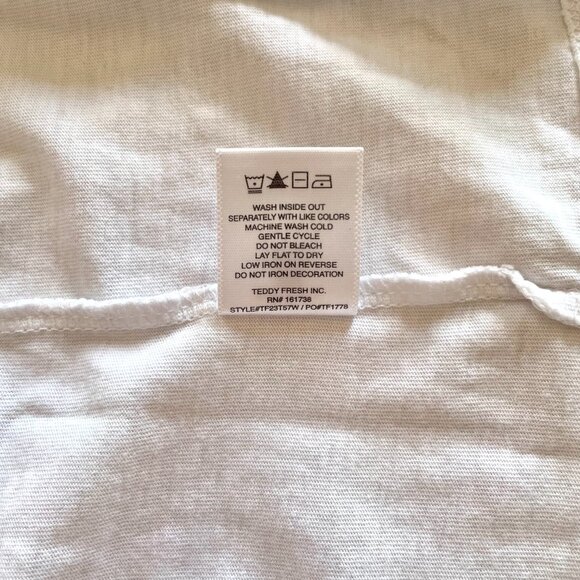 WASH INSIDE OUT
SEPARATELY WITH LIKE COLORS
MACHINE WASH COLD
GENTLE CYCLE
DO NOT BLEACH
LAY FLAT TO DRY
LOW IRON ON REVERSE
DO NOT IRON DECORATION
TEDDY FRESH INC.
RN# 161738
STYLE#TF23T57W / PO#TF1778